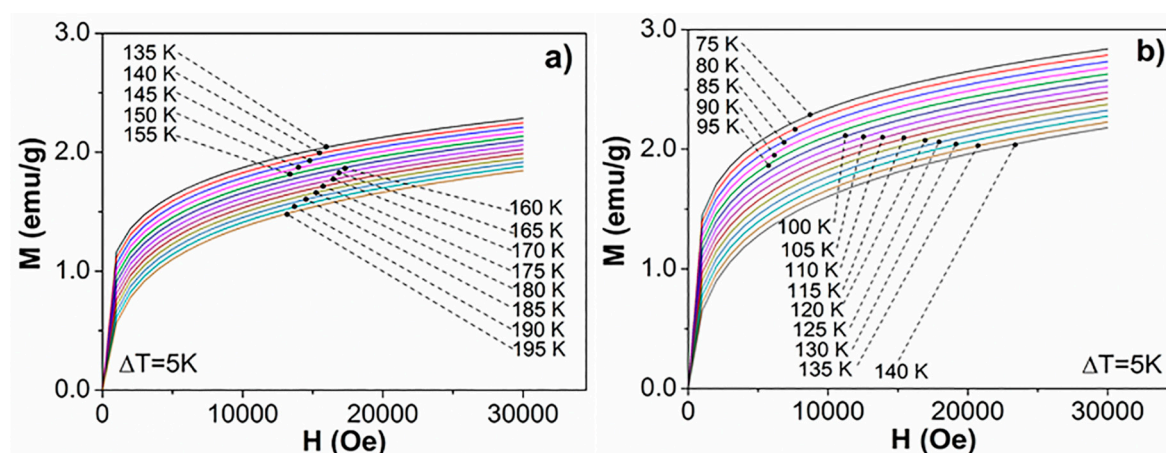 a)
M (emu/g)
3.0
2.0
1.0
0.0
135 K
140 K
145 K
150 K
155 K
160 K
165 K
170 K
175 K
180 K
185 K
190 K
195 K
ΔT=5K
0
10000
20000
30000
H (Oe)
b)
M (emu/g)
3.0
2.0
1.0
0.0
75 K
80 K
85 K
90 K
95 K
100 K
105 K
110 K
115 K
120 K
125 K
130 K
135 K
140 K
ΔT=5K
0
10000
20000
30000
H (Oe)